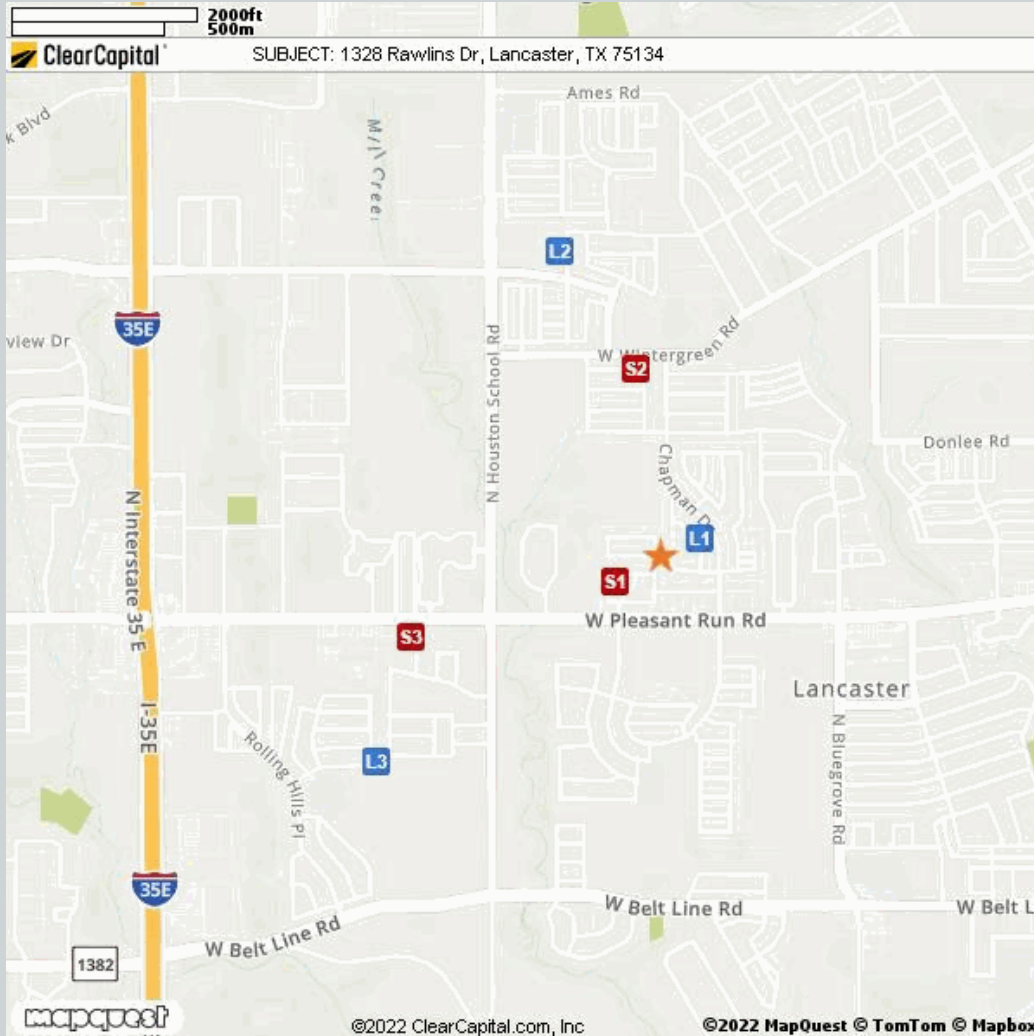 2000ft
500m
ClearCapital SUBJECT: 1328 Rawlins Dr, Lancaster, TX 75134
Ames Rd
k Blvd
Mill Cree
L2
35E
view Dr
N Houston School Rd
W Wintergreen Rd
S2
Donlee Rd
Chapman D
N Interstate 35 E
L1
S1
W Pleasant Run Rd
S3
Lancaster
I-35E
N Bluegrove Rd
Rolling Hills Pl
L3
35E
W Belt Line Rd
W Belt L
W Belt Line Rd
1382
mapquest
©2022 ClearCapital.com, Inc
©2022 MapQuest © TomTom © Mapbox